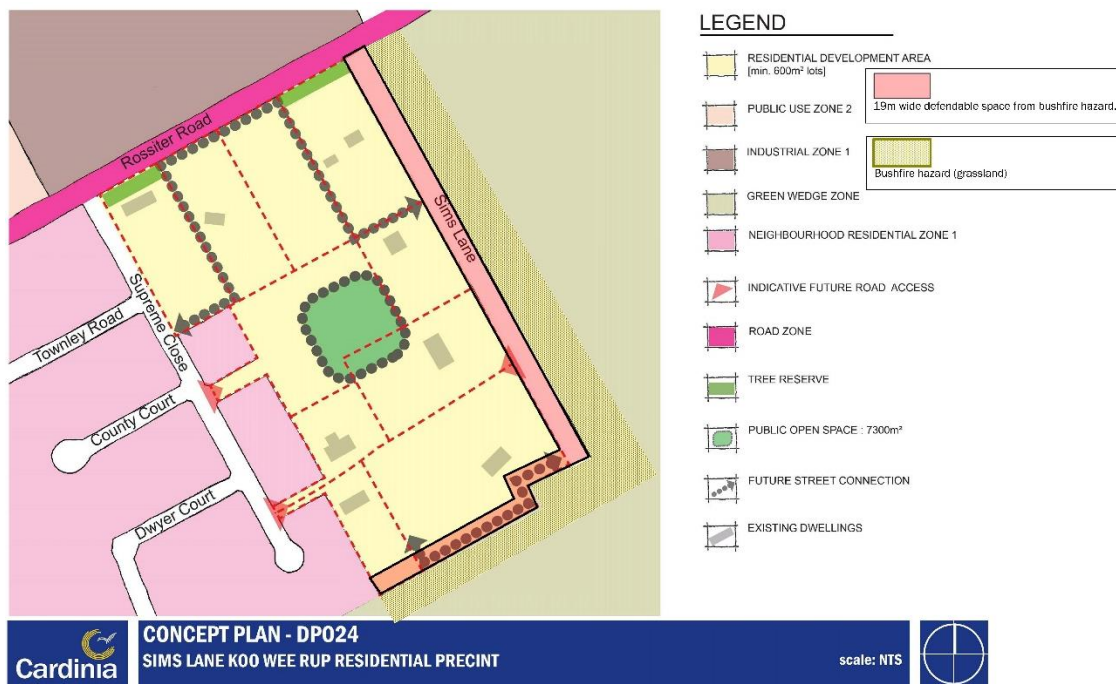 Rossiter Road
Sims Lane
Supreme Close
Townley Road
County Court
Dwyer Court
LEGEND
RESIDENTIAL DEVELOPMENT AREA
[min. 600m² lots]
19m wide defendable space from bushfire hazard.
PUBLIC USE ZONE 2
INDUSTRIAL ZONE 1
Bushfire hazard (grassland)
GREEN WEDGE ZONE
NEIGHBOURHOOD RESIDENTIAL ZONE 1
INDICATIVE FUTURE ROAD ACCESS
ROAD ZONE
TREE RESERVE
PUBLIC OPEN SPACE : 7300m²
FUTURE STREET CONNECTION
EXISTING DWELLINGS
Cardinia
CONCEPT PLAN - DPO24
SIMS LANE KOO WEE RUP RESIDENTIAL PRECINT
scale: NTS